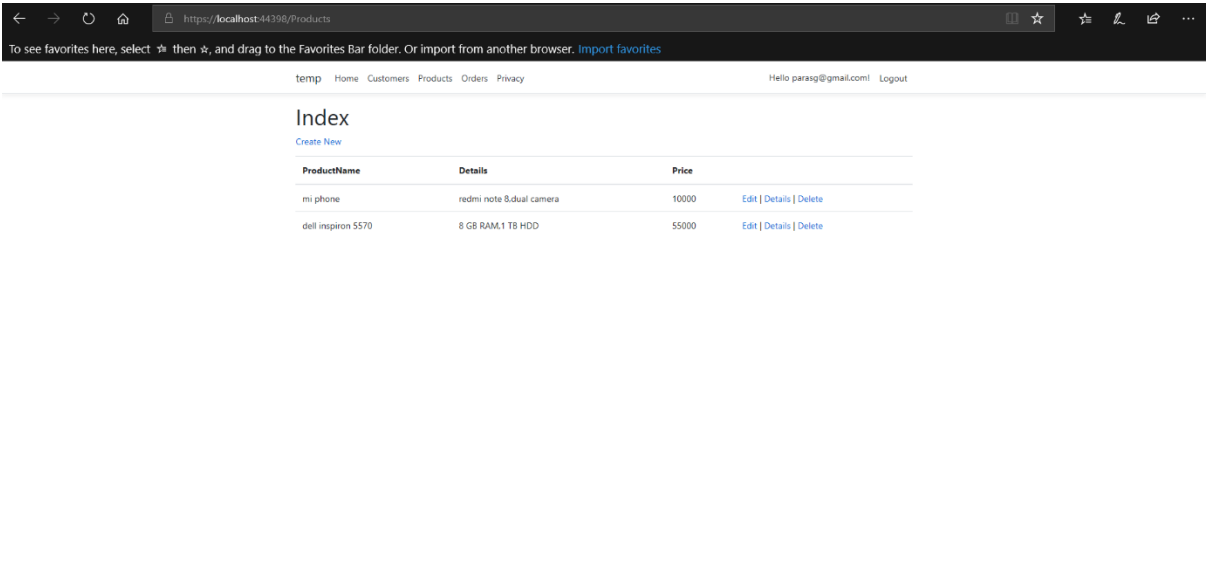 https://localhost:44398/Products
To see favorites here, select then, and drag to the Favorites Bar folder. Or import from another browser. Import favorites
temp Home Customers Products Orders Privacy Hello parasg@gmail.com! Logout
Index
Create New
ProductName Details Price
mi phone redmi note 8.dual camera 10000 Edit | Details | Delete
dell inspiron 5570 8 GB RAM.1 TB HDD 55000 Edit | Details | Delete